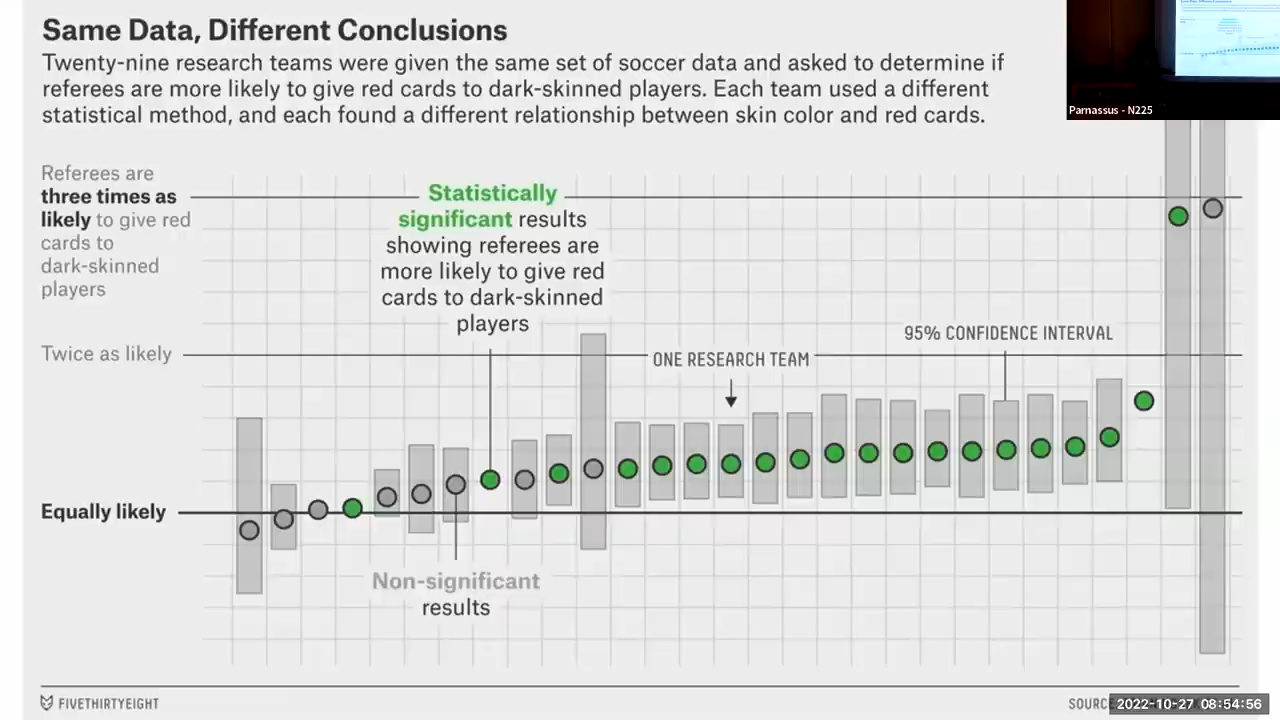 Same Data, Different Conclusions
Twenty-nine research teams were given the same set of soccer data and asked to determine if
referees are more likely to give red cards to dark-skinned players. Each team used a different
statistical method, and each found a different relationship between skin color and red cards.
Parnassus - N225
Referees are
three times as
likely to give red
cards to
dark-skinned
players
Statistically
significant results
showing referees are
more likely to give red
cards to dark-skinned
players
Twice as likely
ONE RESEARCH TEAM
95% CONFIDENCE INTERVAL
Equally likely
Non-significant
results
FIVETHIRTYEIGHT
2022-10-27 08:54:56